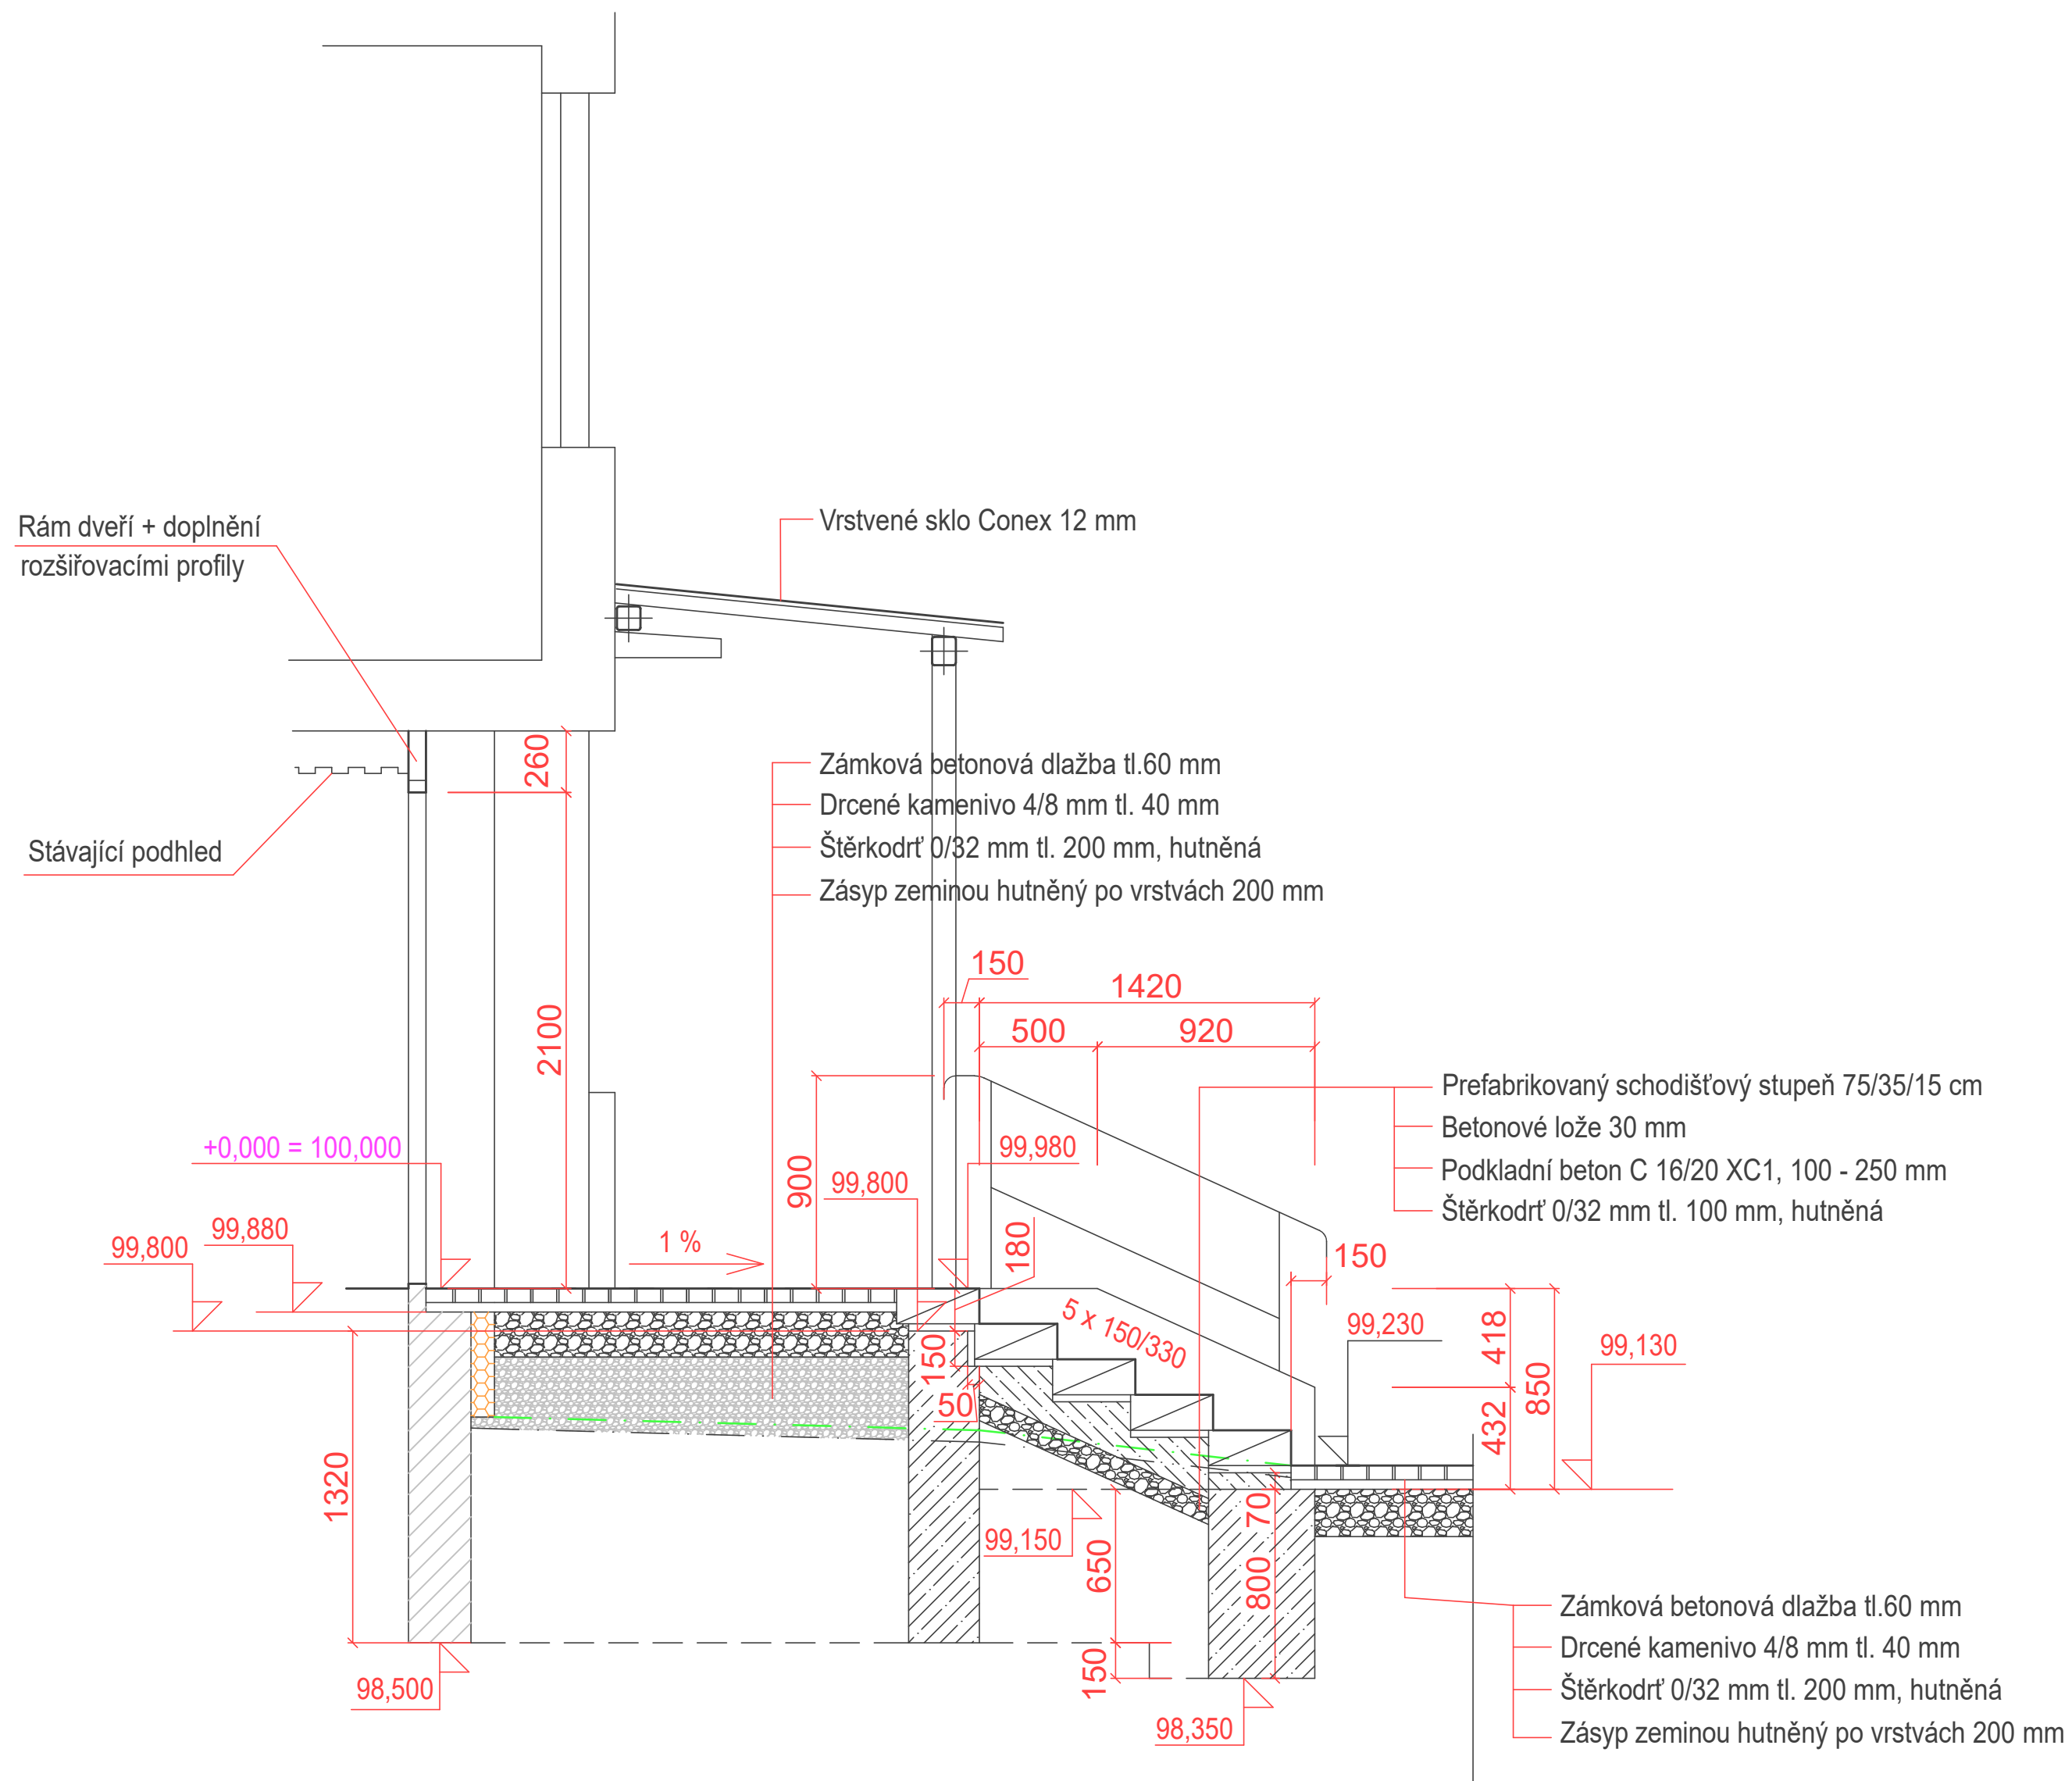 Vrstvené sklo Conex 12 mm
Rám dveří + doplnění
rozšiřovacími profily
260
Zámková betonová dlažba tl.60 mm
Drcené kamenivo 4/8 mm tl. 40 mm
Štěrkodrť 0/32 mm tl. 200 mm, hutněná
Zásyp zeminou hutněný po vrstvách 200 mm
Stávající podhled
150
1420
500
920
2100
Prefabrikovaný schodišťový stupeň 75/35/15 cm
Betonové lože 30 mm
Podkladní beton C 16/20 XC1, 100 - 250 mm
Štěrkodrť 0/32 mm tl. 100 mm, hutněná
+0,000 = 100,000
900
99,980
99,800
99,880
99,800
1 %
180
150
5 x 150/330
99,230
418
99,130
850
150
50
432
1320
70
99,150
650
800
150
98,500
98,350
Zámková betonová dlažba tl.60 mm
Drcené kamenivo 4/8 mm tl. 40 mm
Štěrkodrť 0/32 mm tl. 200 mm, hutněná
Zásyp zeminou hutněný po vrstvách 200 mm